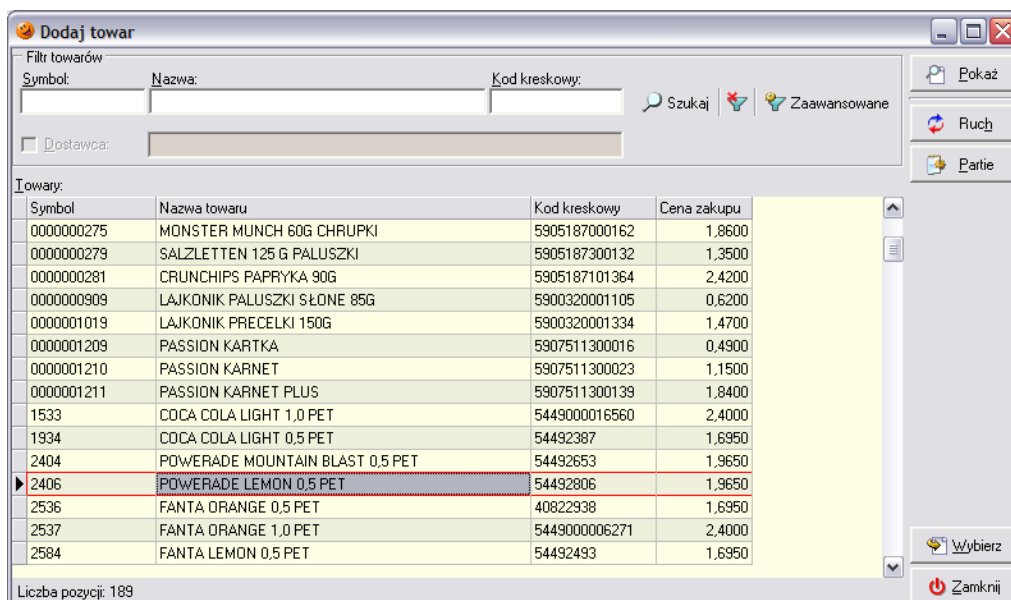 Dodaj towar
Filtr towarów
Symbol: Nazwa: Kod kreskowy:
Szukaj Zaawansowane
Dostawca:
Pokaż
Ruch
Partie
Towary:
Symbol Nazwa towaru Kod kreskowy Cena zakupu
0000000275 MONSTER MUNCH 60G CHRUPKI 5905187000162 1,8600
0000000279 SALZLETTEN 125 G PALUSZKI 5905187300132 1,3500
0000000281 CRUNCHIPS PAPRYKA 90G 5905187101364 2,4200
0000000909 LAJKONIK PALUSZKI SŁONE 85G 5900320001105 0,6200
0000001019 LAJKONIK PRECELKI 150G 5900320001334 1,4700
0000001209 PASSION KARTKA 5907511300016 0,4900
0000001210 PASSION KARNET 5907511300023 1,1500
0000001211 PASSION KARNET PLUS 5907511300139 1,8400
1533 COCA COLA LIGHT 1,0 PET 5449000016560 2,4000
1934 COCA COLA LIGHT 0,5 PET 54492387 1,6950
2404 POWERADE MOUNTAIN BLAST 0,5 PET 54492653 1,9650
2406 POWERADE LEMON 0,5 PET 54492806 1,9650
2536 FANTA ORANGE 0,5 PET 40822938 1,6950
2537 FANTA ORANGE 1,0 PET 5449000006271 2,4000
2584 FANTA LEMON 0,5 PET 54492493 1,6950
Wybierz
Zamknij
Liczba pozycji: 189